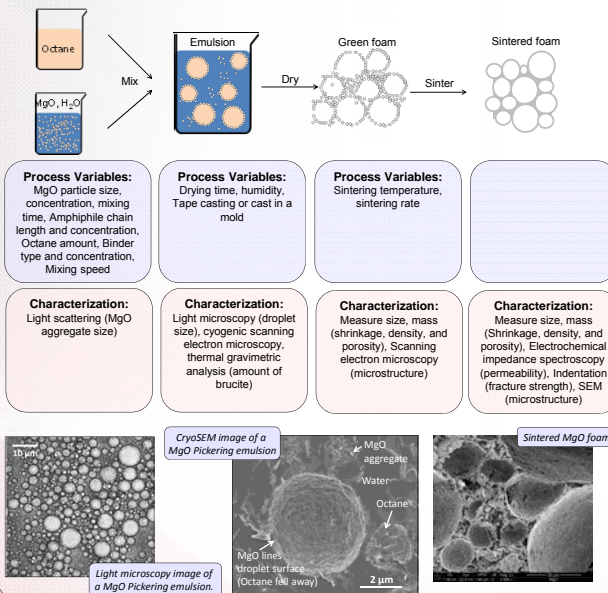 Octane
MgO, H2O
Mix
Emulsion
Dry
Green foam
Sinter
Sintered foam
Process Variables:
MgO particle size,
concentration, mixing
time, Amphiphile chain
length and concentration,
Octane amount, Binder
type and concentration,
Mixing speed
Process Variables:
Drying time, humidity,
Tape casting or cast in a
mold
Process Variables:
Sintering temperature,
sintering rate
Characterization:
Light scattering (MgO
aggregate size)
Characterization:
Light microscopy (droplet
size), cyogenic scanning
electron microscopy,
thermal gravimetric
analysis (amount of
brucite)
Characterization:
Measure size, mass
(shrinkage, density, and
porosity), Scanning
electron microscopy
(microstructure)
Characterization:
Measure size, mass
(Shrinkage, density, and
porosity), Electrochemical
impedance spectroscopy
(permeability), Indentation
(fracture strength), SEM
(microstructure)
10 µm
Light microscopy image of
a MgO Pickering emulsion.
CryoSEM image of a
MgO Pickering emulsion
MgO
aggregate
Water
Octane
MgO lines
droplet surface
(Octane fell away)
2 µm
Sintered MgO foam